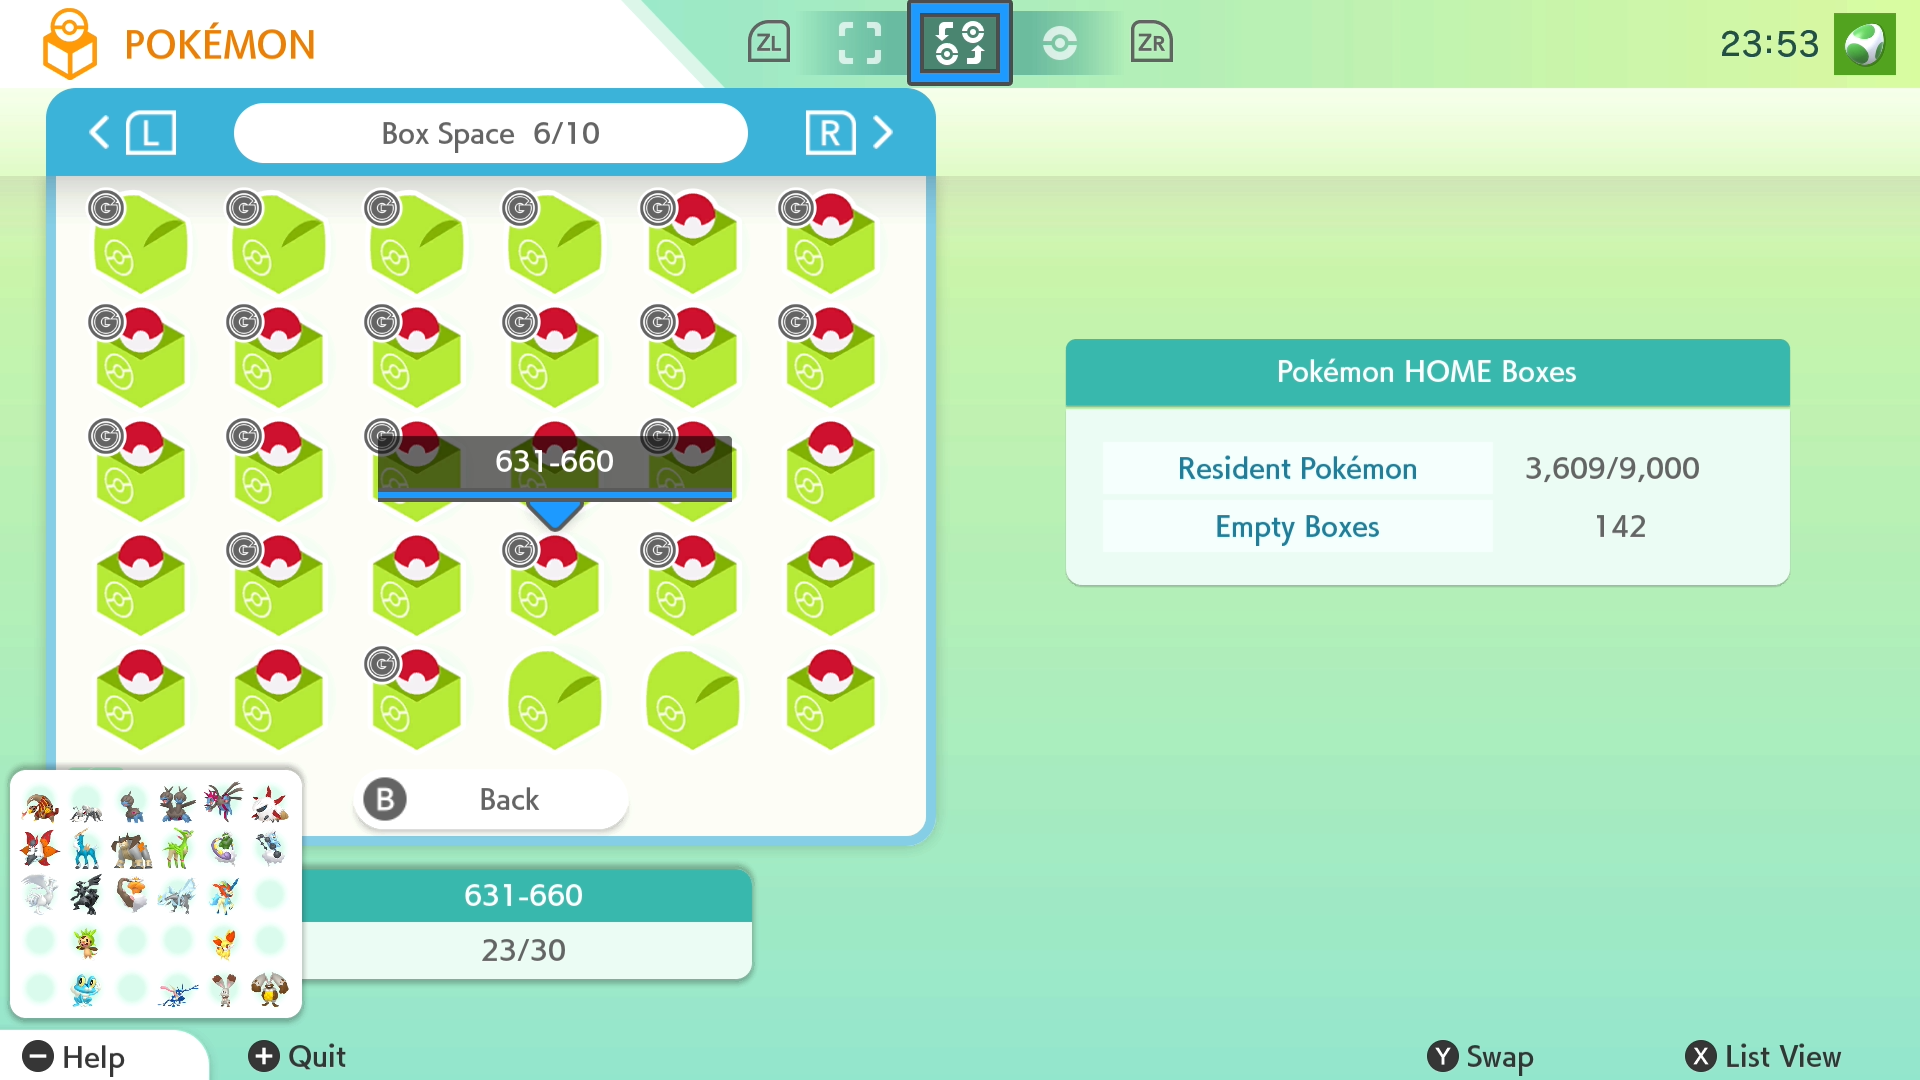 POKÉMON
ZL
ZR
23:53
L
Box Space 6/10
R
631-660
Pokémon HOME Boxes
Resident Pokémon 3,609/9,000
Empty Boxes 142
B Back
631-660
23/30
Help
Quit
Y Swap
X List View